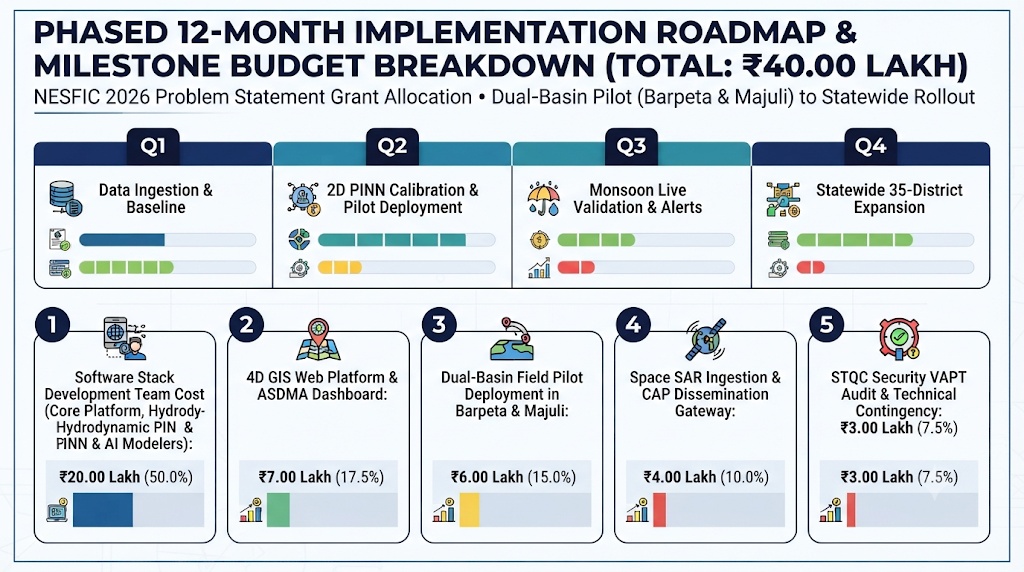 PHASED 12-MONTH IMPLEMENTATION ROADMAP &
MILESTONE BUDGET BREAKDOWN (TOTAL: ₹40.00 LAKH)
NESFIC 2026 Problem Statement Grant Allocation • Dual-Basin Pilot (Barpeta & Majuli) to Statewide Rollout
Q1
Data Ingestion &
Baseline
Q2
2D PINN Calibration &
Pilot Deployment
Q3
Monsoon Live
Validation & Alerts
Q4
Statewide 35-District
Expansion
1
Software Stack
Development Team Cost
(Core Platform, Hydrody-
Hydrodynamic PIN &
PINN & AI Modelers):
₹20.00 Lakh (50.0%)
2
4D GIS Web Platform &
ASDMA Dashboard:
₹7.00 Lakh (17.5%)
3
Dual-Basin Field Pilot
Deployment in
Barpeta & Majuli:
₹6.00 Lakh (15.0%)
4
Space SAR Ingestion &
CAP Dissemination
Gateway:
₹4.00 Lakh (10.0%)
5
STQC Security VAPT
Audit & Technical
Contingency:
₹3.00 Lakh (7.5%)
₹3.00 Lakh (7.5%)